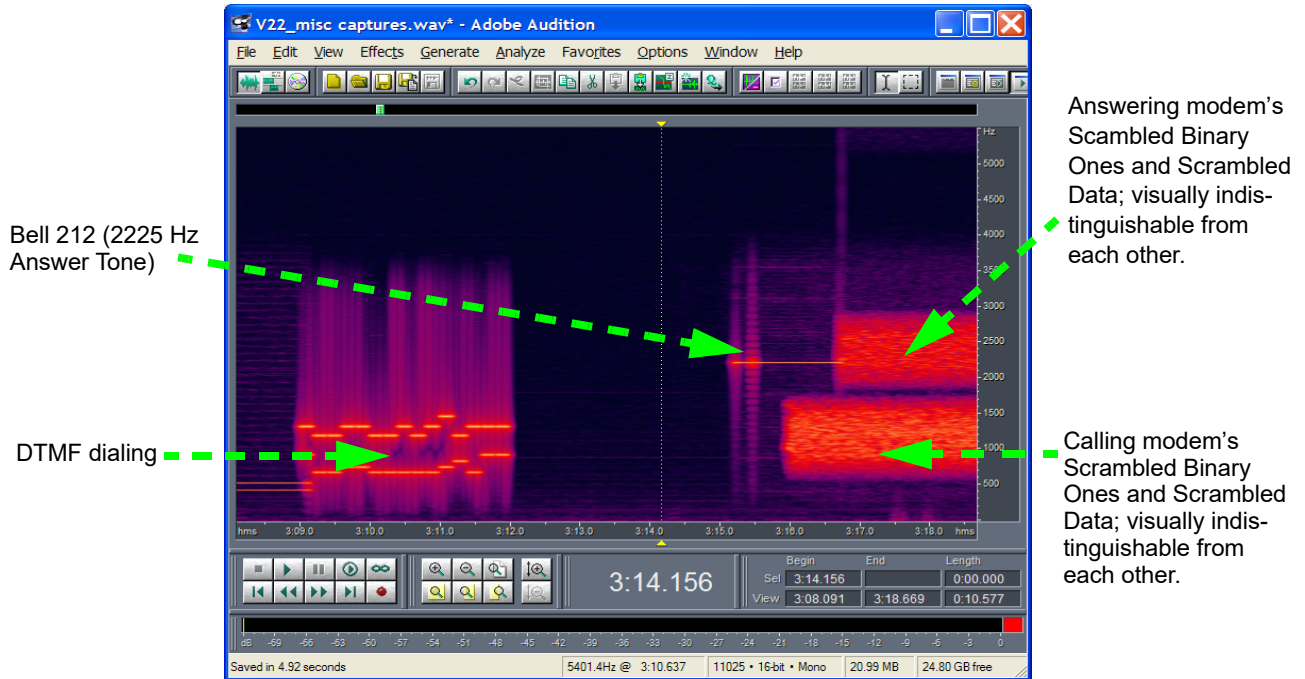 V22_misc captures.wav* - Adobe Audition
File Edit View Effects Generate Analyze Favorites Options Window Help
Hz
5000
4500
4000
3500
3000
2500
2000
1500
1000
500
hms 3:09.0 3:10.0 3:11.0 3:12.0 3:13.0 3:14.0 3:15.0 3:16.0 3:17.0 3:18.0 hms
Bell 212 (2225 Hz
Answer Tone)
DTMF dialing
Answering modem's
Scambled Binary
Ones and Scrambled
Data; visually indis-
tinguishable from
each other.
Calling modem's
Scrambled Binary
Ones and Scrambled
Data; visually indis-
tinguishable from
each other.
3:14.156
Begin End Length
Sel 3:14.156 0:00.000
View 3:08.091 3:18.669 0:10.577
dB -69 -66 -63 -60 -57 -54 -51 -48 -45 -42 -39 -36 -33 -30 -27 -24 -21 -18 -15 -12 -9 -6 -3 0
Saved in 4.92 seconds 5401.4Hz @ 3:10.637 11025 • 16-bit • Mono 20.99 MB 24.80 GB free